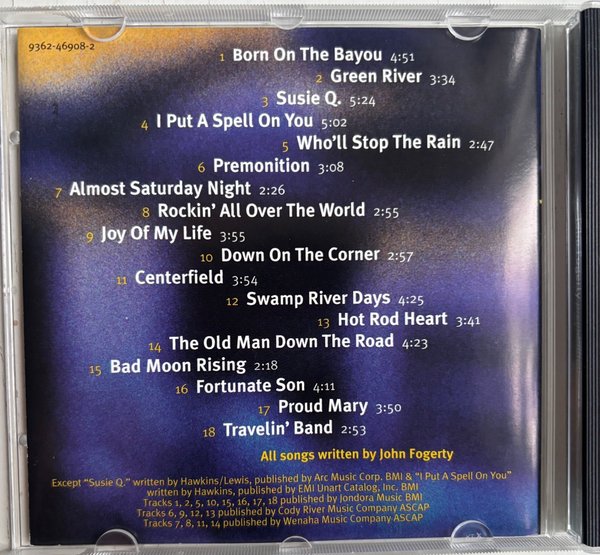 9362-46908-2
1 Born On The Bayou 4:51
2 Green River 3:34
3 Susie Q. 5:24
4 I Put A Spell On You 5:02
5 Who'll Stop The Rain 2:47
6 Premonition 3:08
7 Almost Saturday Night 2:26
8 Rockin' All Over The World 2:55
9 Joy Of My Life 3:55
10 Down On The Corner 2:57
11 Centerfield 3:54
12 Swamp River Days 4:25
13 Hot Rod Heart 3:41
14 The Old Man Down The Road 4:23
15 Bad Moon Rising 2:18
16 Fortunate Son 4:11
17 Proud Mary 3:50
18 Travelin' Band 2:53
All songs written by John Fogerty
Except "Susie Q." written by Hawkins/Lewis, published by Arc Music Corp. BMI & "I Put A Spell On You"
written by Hawkins, published by EMI Unart Catalog, Inc. BMI
Tracks 1, 2, 5, 10, 15, 16, 17, 18 published by Jondora Music BMI
Tracks 6, 9, 12, 13 published by Cody River Music Company ASCAP
Tracks 7, 8, 11, 14 published by Wenaha Music Company ASCAP